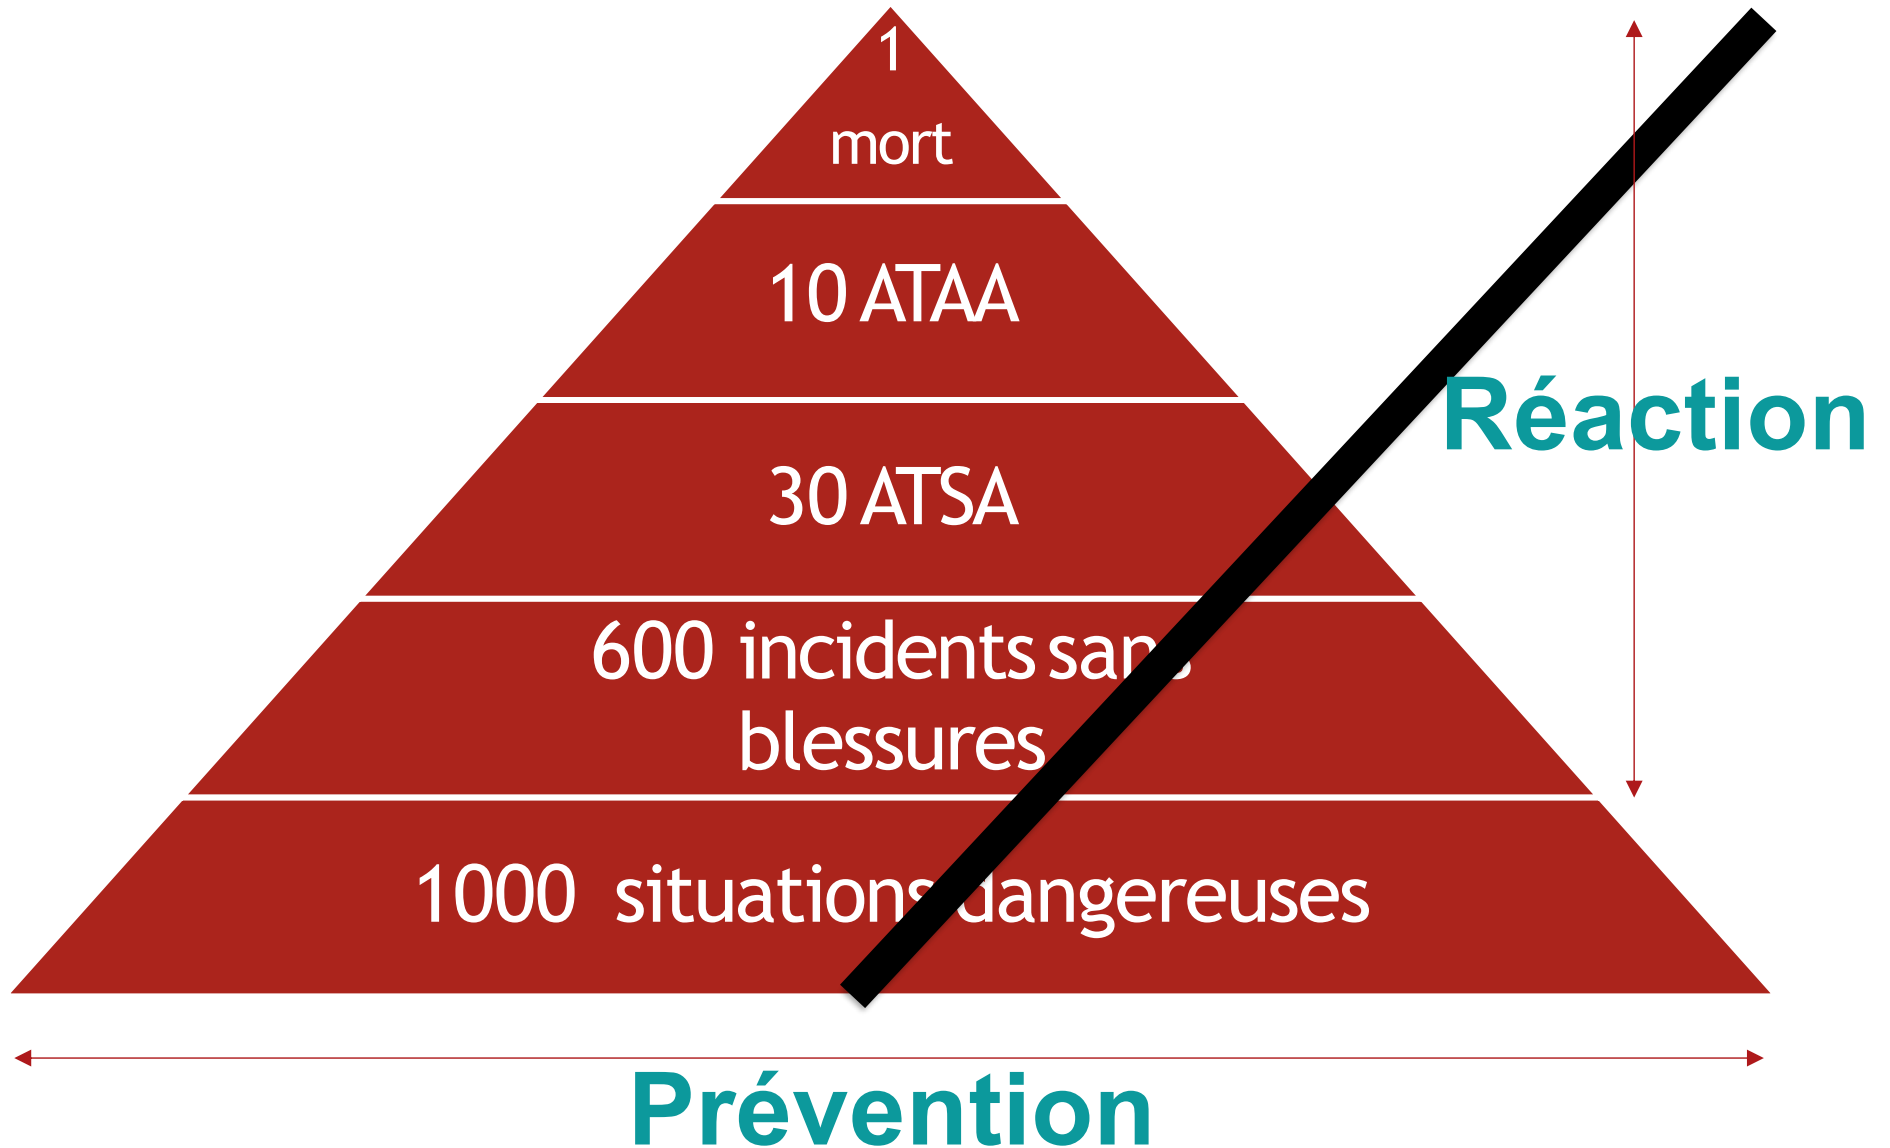 1
mort
10 ATAA
30 ATSA
Réaction
600 incidents sans
blessures
1000 situations dangereuses
Prévention